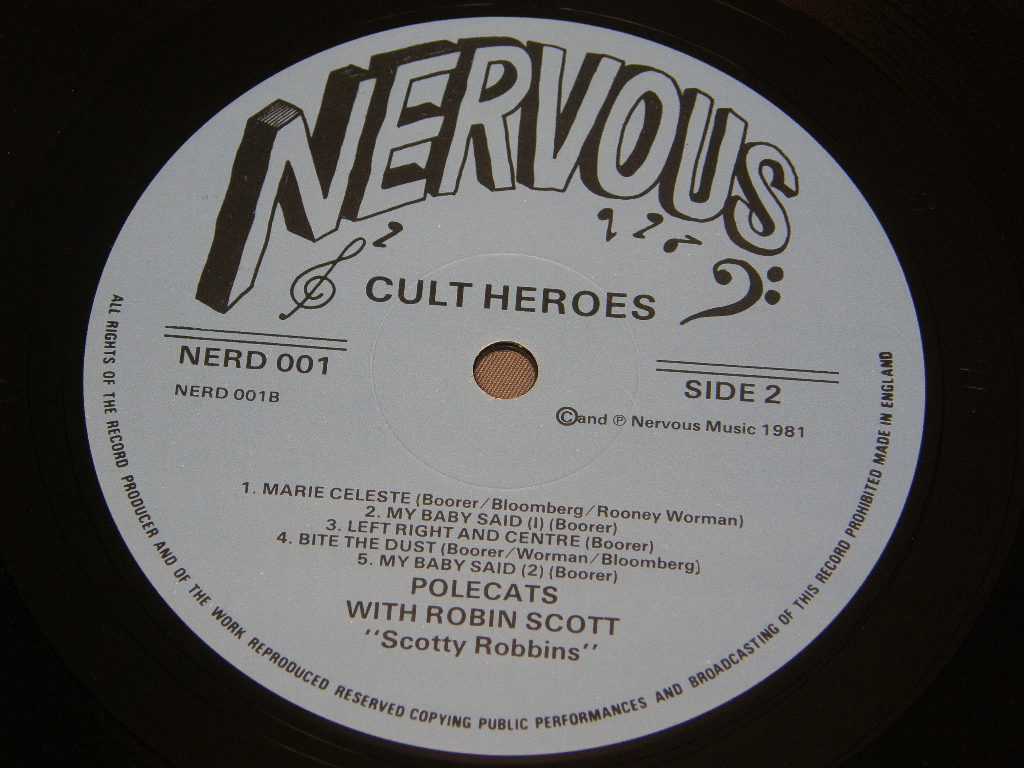 NERVOUS
CULT HEROES
NERD 001
NERD 001B
SIDE 2
© and ℗ Nervous Music 1981
1. MARIE CELESTE (Boorer/Bloomberg/Rooney Worman)
2. MY BABY SAID (I) (Boorer)
3. LEFT RIGHT AND CENTRE (Boorer)
4. BITE THE DUST (Boorer/Worman/Bloomberg)
5. MY BABY SAID (2) (Boorer)
POLECATS
WITH ROBIN SCOTT
"Scotty Robbins"
ALL RIGHTS OF THE RECORD PRODUCER AND OF THE WORK REPRODUCED RESERVED COPYING PUBLIC PERFORMANCES AND BROADCASTING OF THIS RECORD PROHIBITED MADE IN ENGLAND